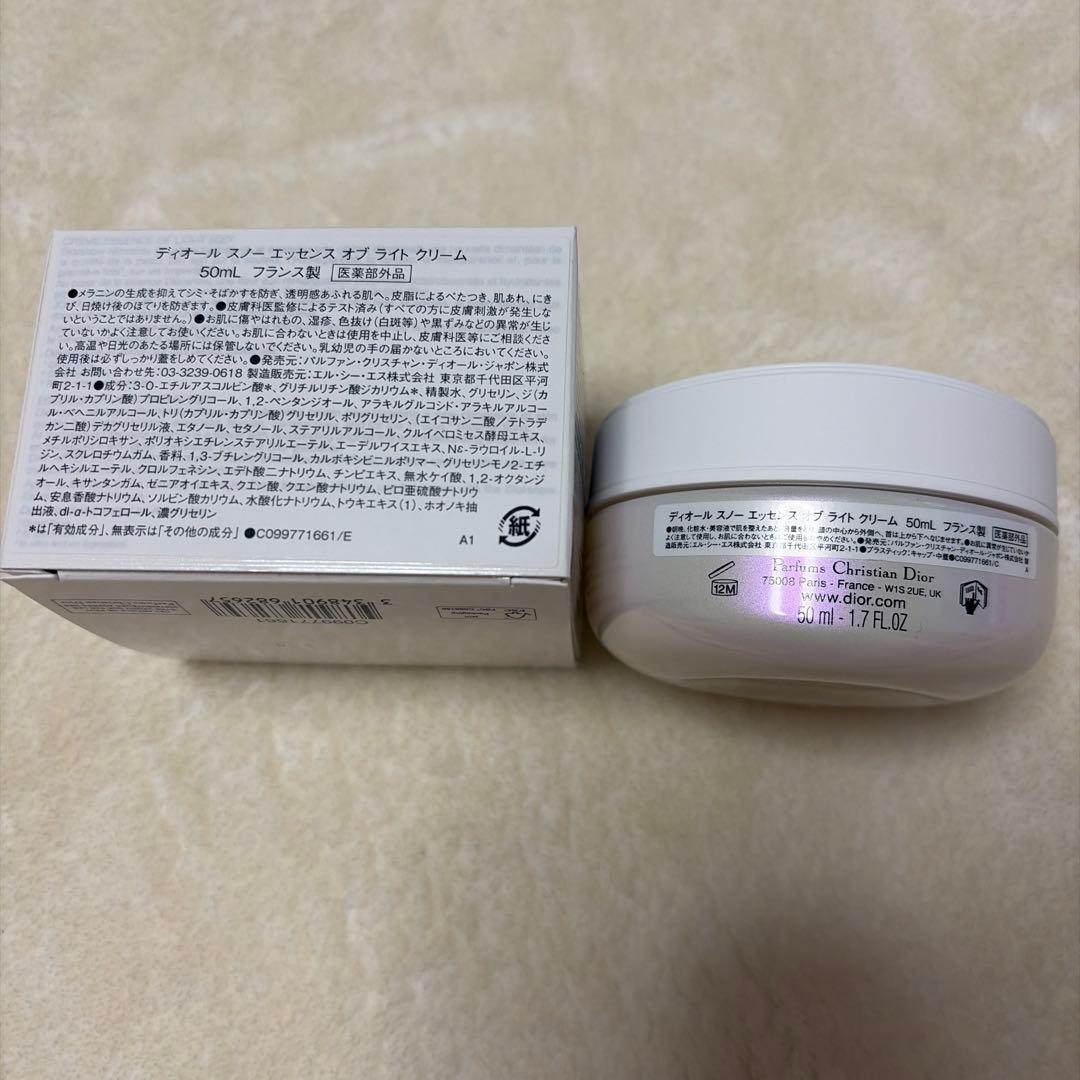 ディオール スノー エッセンス オブ ライト クリーム
50mL フランス製 医薬部外品
●メラニンの生成を抑えてシミ・そばかすを防ぎ、透明感あふれる肌へ。皮脂によるべたつき、肌あれ、にき
び、日焼け後のほてりを防ぎます。●皮膚科医監修によるテスト済み(すべての方に皮膚刺激が発生しな
いということではありません。)●お肌に傷やはれもの、湿疹、色抜け(白斑等)や黒ずみなどの異常が生じ
ていないかよく注意してお使いください。お肌に合わないときは使用を中止し、皮膚科医等にご相談くださ
い。高温や日光のあたる場所には保管しないでください。乳幼児の手の届かないところにおいてください。
使用後は必ずしっかり蓋をしめてください。●発売元:パルファン・クリスチャン・ディオール・ジャポン株式
会社 お問い合わせ先:03-3239-0618 製造販売元:エル・シー・エス株式会社 東京都千代田区平河
町2-1-1●成分:3-O-エチルアスコルビン酸*、グリチルリチン酸ジカリウム*、精製水、グリセリン、ジ(カ
プリル・カプリン酸)プロピレングリコール、1,2-ペンタンジオール、アラキルグルコシド・アラキルアルコー
ル・ベヘニルアルコール、トリ(カプリル・カプリン酸)グリセリル、ポリグリセリン、(エイコサン二酸/テトラデ
カン二酸)デカグリセリル液、エタノール、セタノール、ステアリルアルコール、クルイベロミセス酵母エキス、
メチルポリシロキサン、ポリオキシエチレンステアリルエーテル、エーデルワイスエキス、Nε-ラウロイル-L-リ
ジン、スクレロチウムガム、香料、1,3-ブチレングリコール、カルボキシビニルポリマー、グリセリンモノ2-エチ
ルヘキシルエーテル、クロルフェネシン、エデト酸二ナトリウム、チンピエキス、無水ケイ酸、1,2-オクタンジ
オール、キサンタンガム、ゼニアオイエキス、クエン酸、クエン酸ナトリウム、ピロ亜硫酸ナトリウ
ム、安息香酸ナトリウム、ソルビン酸カリウム、水酸化ナトリウム、トウキエキス(1)、ホオノキ抽
出液、dl-α-トコフェロール、濃グリセリン
*は「有効成分」、無表示は「その他の成分」●C099771661/E
A1
紙
C099771661
ディオール スノー エッセンス オブ ライト クリーム 50mL フランス製 医薬部外品
造販売元:エル・シー・エス株式会社 東京都千代田区平河町2-1-1●プラスティック:キャップ・中蓋●C099771661/C
Parfums Christian Dior
75008 Paris - France - W1S 2UE, UK
www.dior.com
50 ml - 1.7 FL.OZ
12M